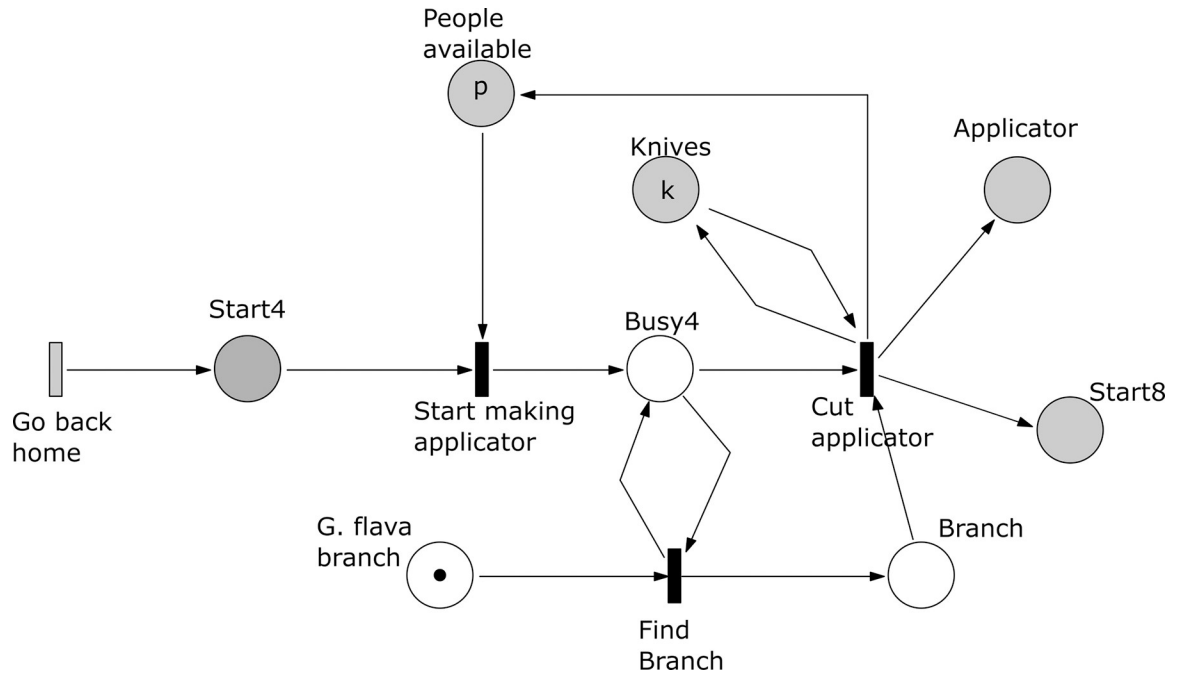 People
available
p
Applicator
Knives
k
Start4
Busy4
Go back
home
Start making
applicator
Cut
applicator
Start8
G. flava
branch
Branch
Find
Branch